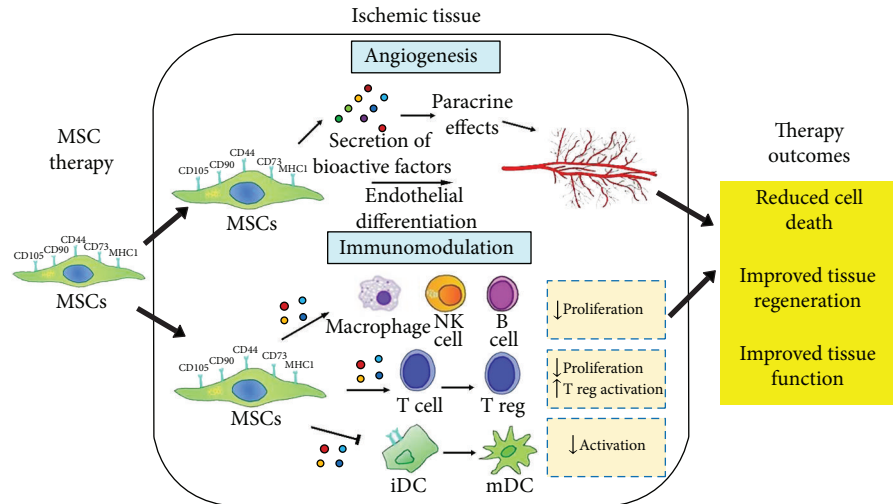 Ischemic tissue
Angiogenesis
MSC
therapy
CD105
CD90
CD44
CD73
MHC1
MSCs
CD105
CD90
CD44
CD73
MHC1
MSCs
Secretion of
bioactive factors
Paracrine
effects
Endothelial
differentiation
Immunomodulation
CD105
CD90
CD44
CD73
MHC1
MSCs
Macrophage
NK
cell
B
cell
↓Proliferation
T cell
T reg
↓Proliferation
↑T reg activation
iDC
mDC
↓Activation
Therapy
outcomes
Reduced cell
death
Improved tissue
regeneration
Improved tissue
function